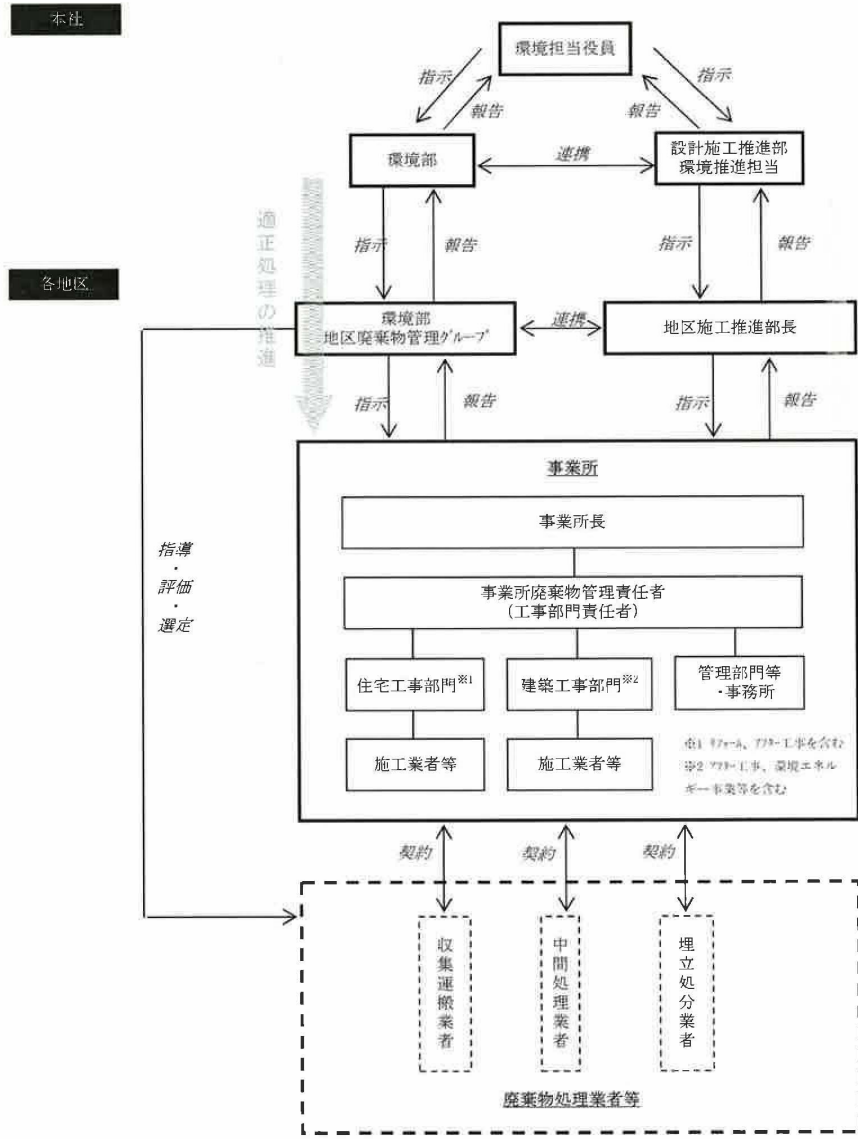 本社
環境担当役員
指示
報告
報告
指示
環境部
連携
設計施工推進部
環境推進担当
適正処理の推進
指示
報告
指示
報告
各地区
環境部
地区廃棄物管理ｸﾞﾙｰﾌﾟ
連携
地区施工推進部長
指示
報告
指示
報告
事業所
事業所長
事業所廃棄物管理責任者
(工事部門責任者)
住宅工事部門※1
建築工事部門※2
管理部門等
・事務所
施工業者等
施工業者等
※1 ﾘﾌｫｰﾑ、ｱﾌﾀｰ工事を含む
※2 ｱﾌﾀｰ工事、環境エネル
ギー事業等を含む
指導
・
評価
・
選定
契約
契約
契約
収集運搬業者
中間処理業者
埋立処分業者
廃棄物処理業者等